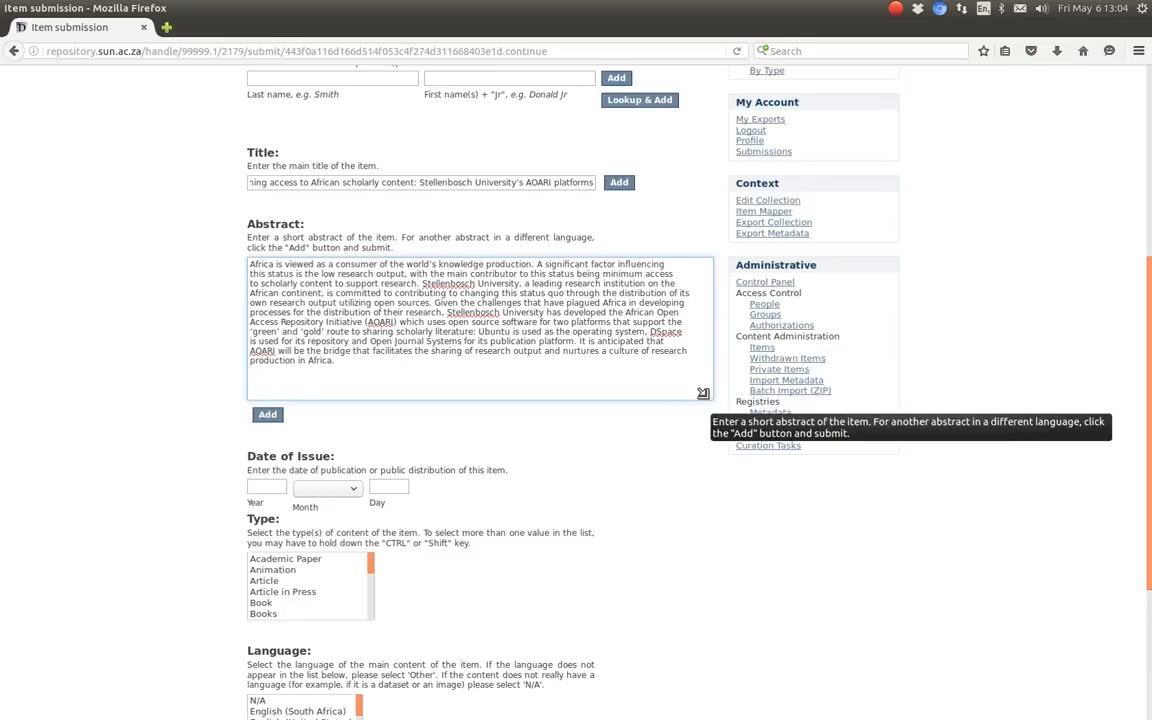 Item submission - Mozilla Firefox
En
Fri May 6 13:04
Item submission
repository.sun.ac.za/handle/99999.1/2179/submit/443f0a116d166d514f053c4f274d311668403e1d.continue
Search
Add
Last name, e.g. Smith
First name(s) + "Jr", e.g. Donald Jr
Lookup & Add
Title:
Enter the main title of the item.
access to African scholarly content: Stellenbosch University's AOARI platforms
Add
Abstract:
Enter a short abstract of the item. For another abstract in a different language,
click the "Add" button and submit.
Africa is viewed as a consumer of the world's knowledge production. A significant factor influencing
this status is the low research output, with the main contributor to this status being minimum access
to scholarly content to support research. Stellenbosch University, a leading research institution on the
African continent, is committed to contributing to changing this status quo through the distribution of its
own research output utilizing open sources. Given the challenges that have plagued Africa in developing
processes for the distribution of their research, Stellenbosch University has developed the African Open
Access Repository Initiative (AOARI) which uses open source software for two platforms that support the
'green' and 'gold' route to sharing scholarly literature: Ubuntu is used as the operating system, DSpace
is used for its repository and Open Journal Systems for its publication platform. It is anticipated that
AOARI will be the bridge that facilitates the sharing of research output and nurtures a culture of research
production in Africa.
Add
Date of Issue:
Enter the date of publication or public distribution of this item.
Year
Month
Day
Type:
Select the type(s) of content of the item. To select more than one value in the list,
you may have to hold down the "CTRL" or "Shift" key.
Academic Paper
Animation
Article
Article in Press
Book
Books
Language:
Select the language of the main content of the item. If the language does not
appear in the list below, please select 'Other'. If the content does not really have a
language (for example, if it is a dataset or an image) please select 'N/A'.
N/A
English (South Africa)
By Type
My Account
My Exports
Logout
Profile
Submissions
Context
Edit Collection
Item Mapper
Export Collection
Export Metadata
Administrative
Control Panel
Access Control
People
Groups
Authorizations
Content Administration
Items
Withdrawn Items
Private Items
Import Metadata
Batch Import (ZIP)
Registries
Metadata
Enter a short abstract of the item. For another abstract in a different language, click
the "Add" button and submit.
Curation Tasks